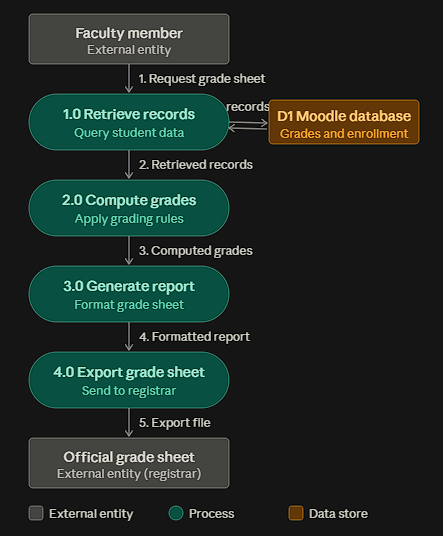 Faculty member
External entity
1. Request grade sheet
1.0 Retrieve records
Query student data
records
D1 Moodle database
Grades and enrollment
2. Retrieved records
2.0 Compute grades
Apply grading rules
3. Computed grades
3.0 Generate report
Format grade sheet
4. Formatted report
4.0 Export grade sheet
Send to registrar
5. Export file
Official grade sheet
External entity (registrar)
External entity
Process
Data store